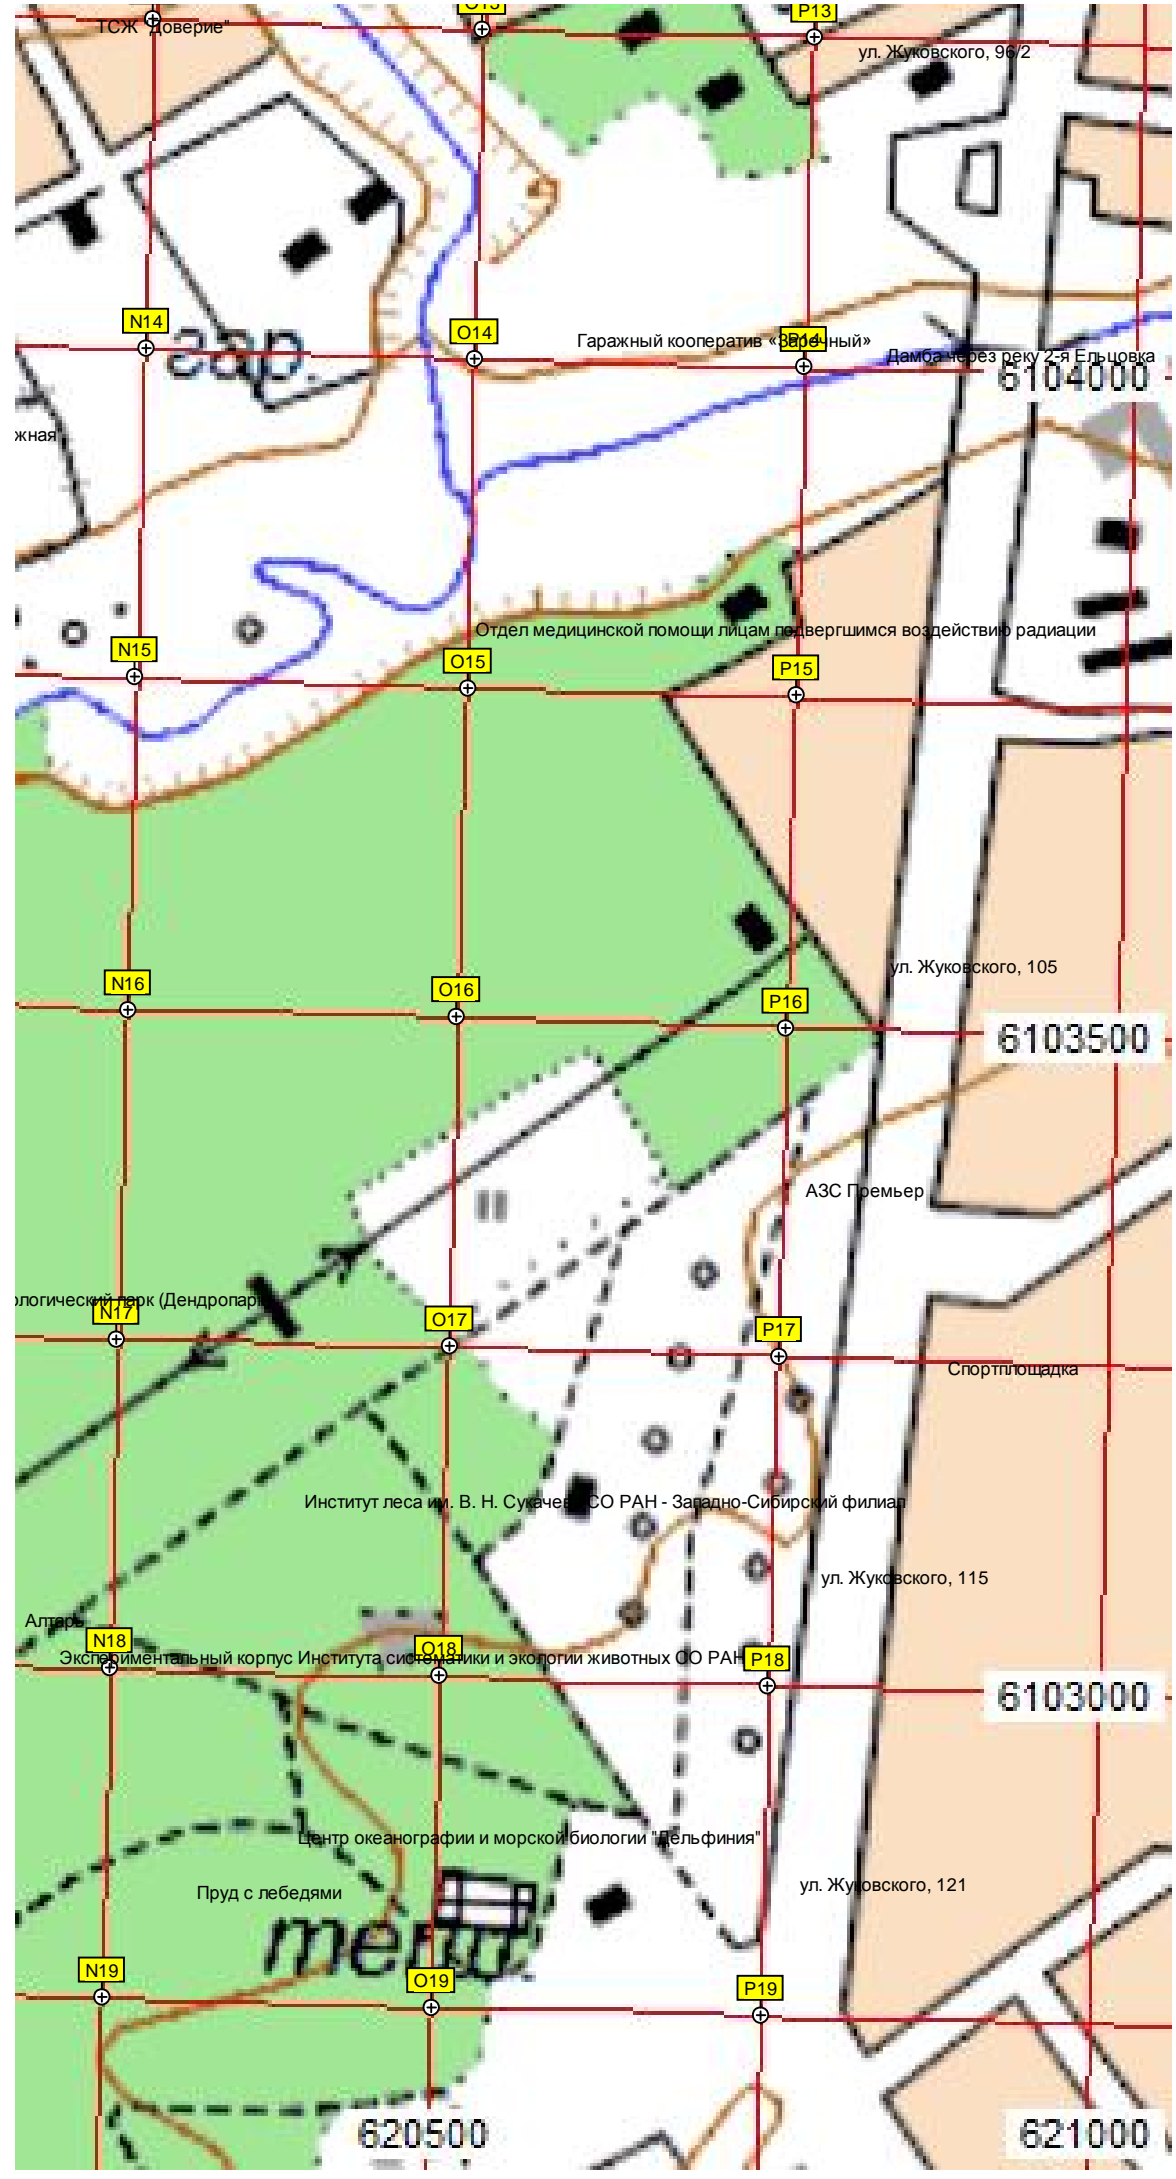 O13
P13
ТСЖ "Доверие"
ул. Жуковского, 96/2
N14
O14
P14
зар.
Гаражный кооператив «Заречный»
Дамба через реку 2-я Ельцовка
6104000
жная
Отдел медицинской помощи лицам подвергшимся воздействию радиации
N15
O15
P15
ул. Жуковского, 105
N16
O16
P16
6103500
АЗС Премьер
ологический парк (Дендропарк)
N17
O17
P17
Спортплощадка
Институт леса им. В. Н. Сукачева СО РАН - Западно-Сибирский филиал
ул. Жуковского, 115
Алтарь
N18
O18
P18
Экспериментальный корпус Института систематики и экологии животных СО РАН
6103000
Центр океанографии и морской биологии "Дельфиния"
ул. Жуковского, 121
Пруд с лебедями
N19
O19
P19
620500
621000